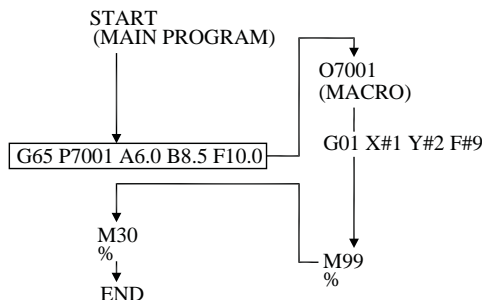 START
(MAIN PROGRAM)
G65 P7001 A6.0 B8.5 F10.0
O7001
(MACRO)
G01 X#1 Y#2 F#9
M99
%
M30
%
END